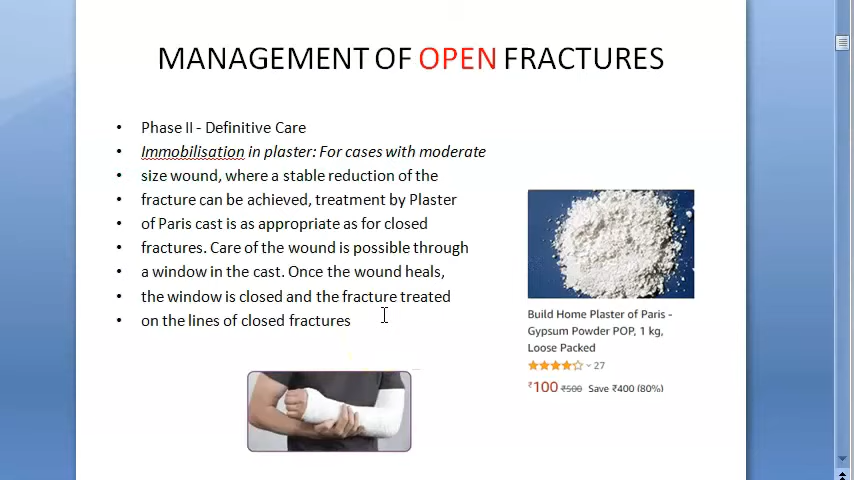 MANAGEMENT OF OPEN FRACTURES
• Phase II - Definitive Care
• Immobilisation in plaster: For cases with moderate
• size wound, where a stable reduction of the
• fracture can be achieved, treatment by Plaster
• of Paris cast is as appropriate as for closed
• fractures. Care of the wound is possible through
• a window in the cast. Once the wound heals,
• the window is closed and the fracture treated
• on the lines of closed fractures
Build Home Plaster of Paris -
Gypsum Powder POP, 1 kg,
Loose Packed
27
₹100 ₹500 Save ₹400 (80%)